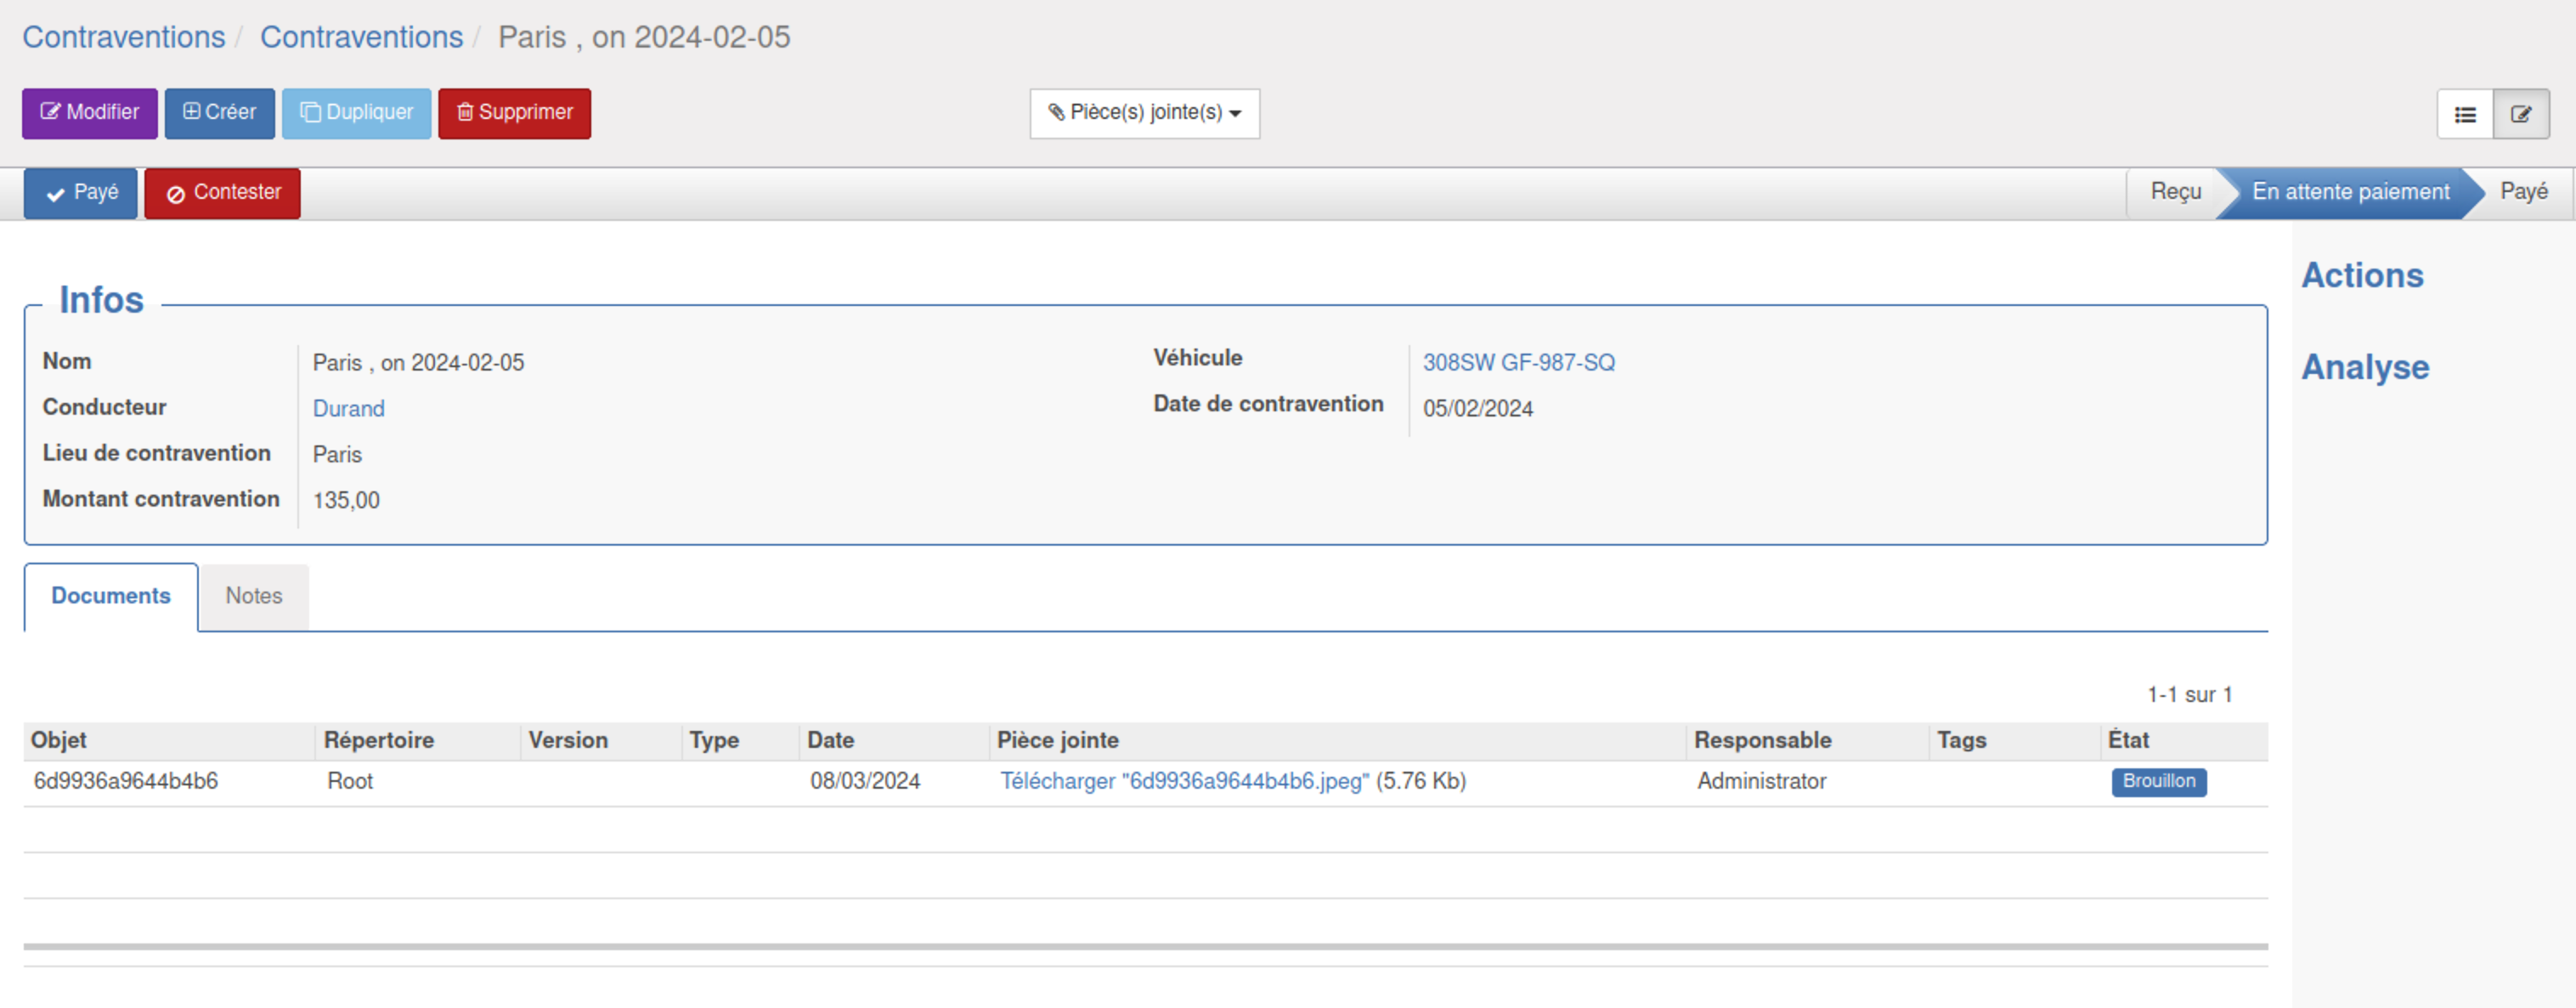 Contraventions / Contraventions / Paris , on 2024-02-05
Modifier Créer Dupliquer Supprimer Pièce(s) jointe(s)
Payé Contester Reçu En attente paiement Payé
Actions
Analyse
Infos
Nom Paris , on 2024-02-05 Véhicule 308SW GF-987-SQ
Conducteur Durand Date de contravention 05/02/2024
Lieu de contravention Paris
Montant contravention 135,00
Documents Notes
1-1 sur 1
Objet Répertoire Version Type Date Pièce jointe Responsable Tags État
6d9936a9644b4b6 Root 08/03/2024 Télécharger "6d9936a9644b4b6.jpeg" (5.76 Kb) Administrator Brouillon